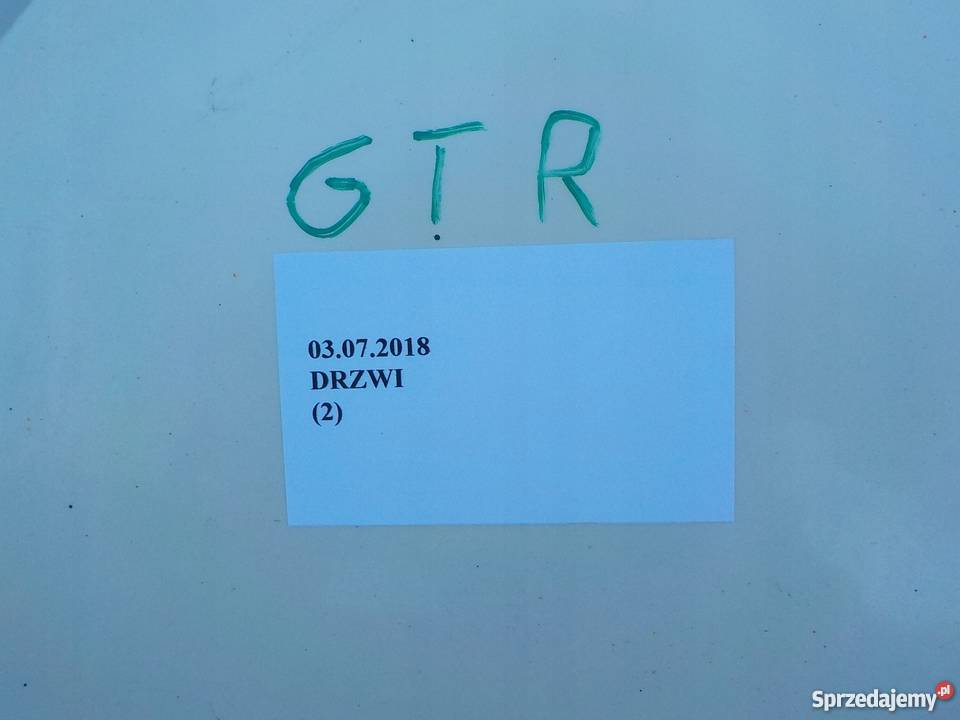 GTR
03.07.2018
DRZWI
(2)
Sprzedajemy.pl